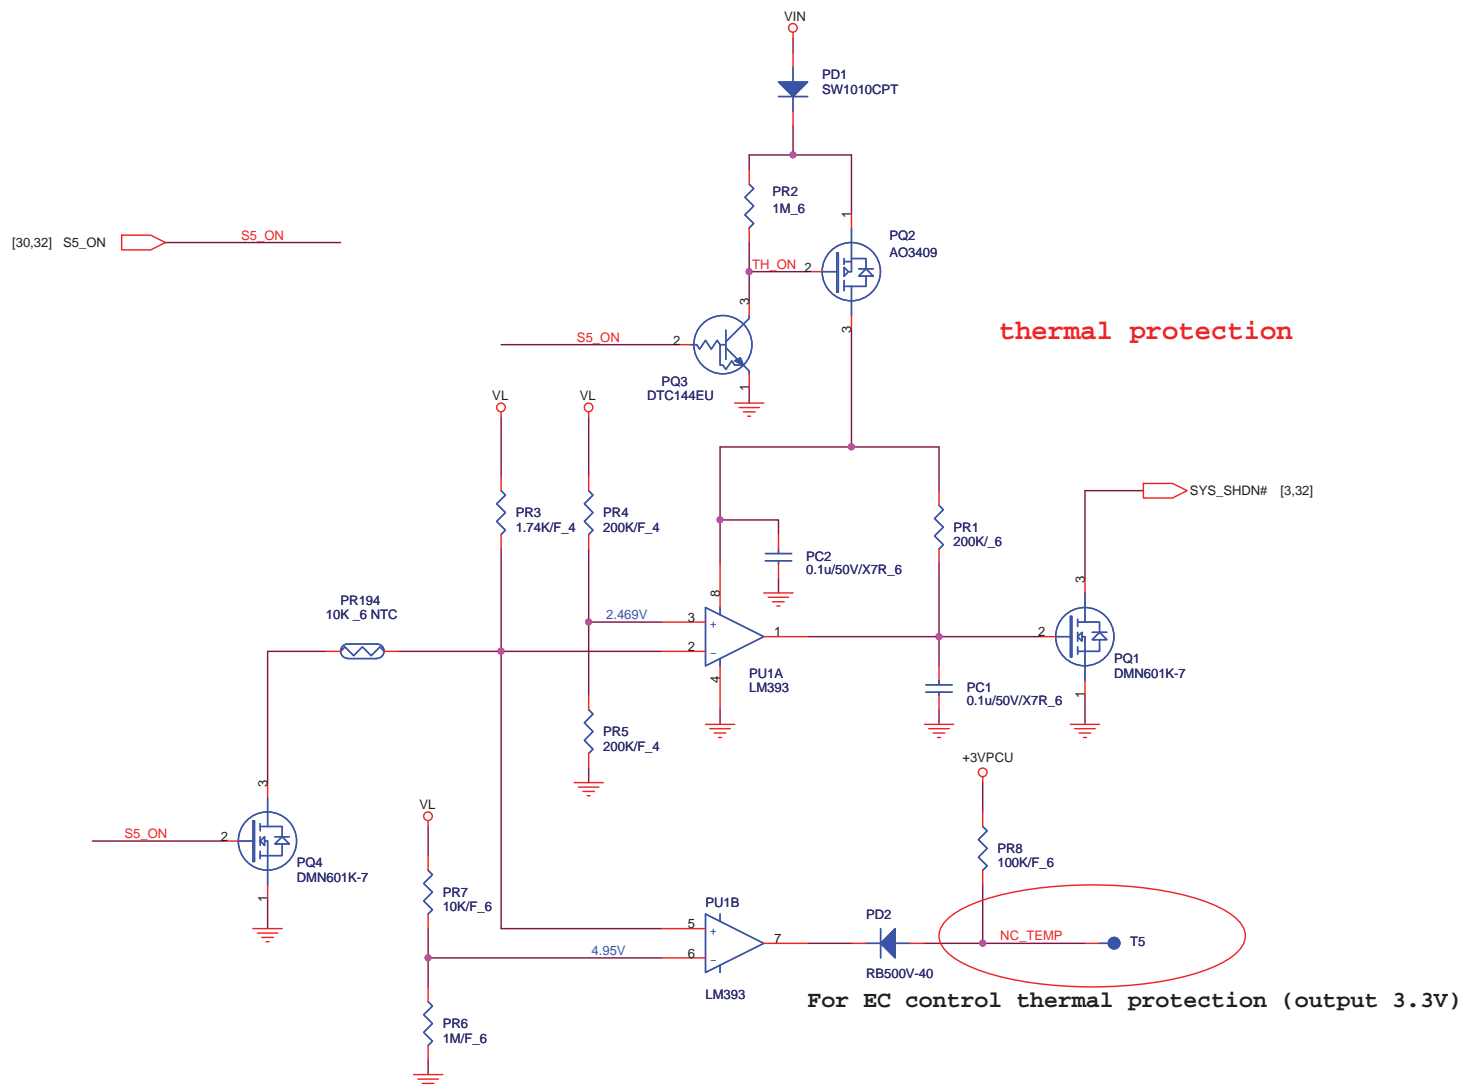 VIN
PD1
SW1010CPT
PR2
1M_6
1
[30,32] S5_ON
S5_ON
PQ2
AO3409
TH_ON
2
3
3
S5_ON
2
thermal protection
PQ3
DTC144EU
1
VL
VL
SYS_SHDN# [3,32]
PR3
1.74K/F_4
PR4
200K/F_4
PR1
200K/_6
PC2
0.1u/50V/X7R_6
3
8
PR194
10K _6 NTC
2.469V
3
+
1
2
2
−
PU1A
LM393
4
PQ1
DMN601K-7
1
PC1
0.1u/50V/X7R_6
PR5
200K/F_4
+3VPCU
3
VL
S5_ON
2
PQ4
DMN601K-7
1
PR8
100K/F_6
PR7
10K/F_6
PU1B
5
+
7
PD2
NC_TEMP
T5
4.95V
6
−
RB500V-40
LM393
For EC control thermal protection (output 3.3V)
PR6
1M/F_6